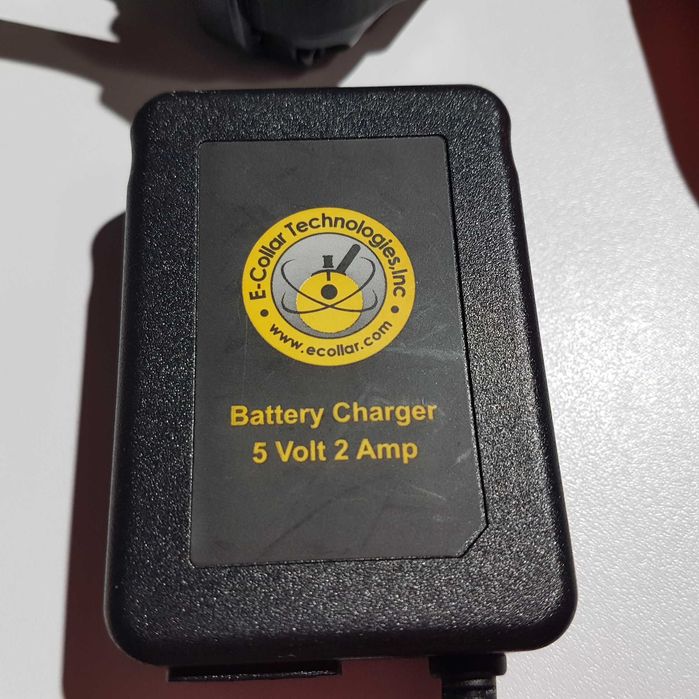 E-Collar Technologies,Inc
www.ecollar.com
Battery Charger
5 Volt 2 Amp